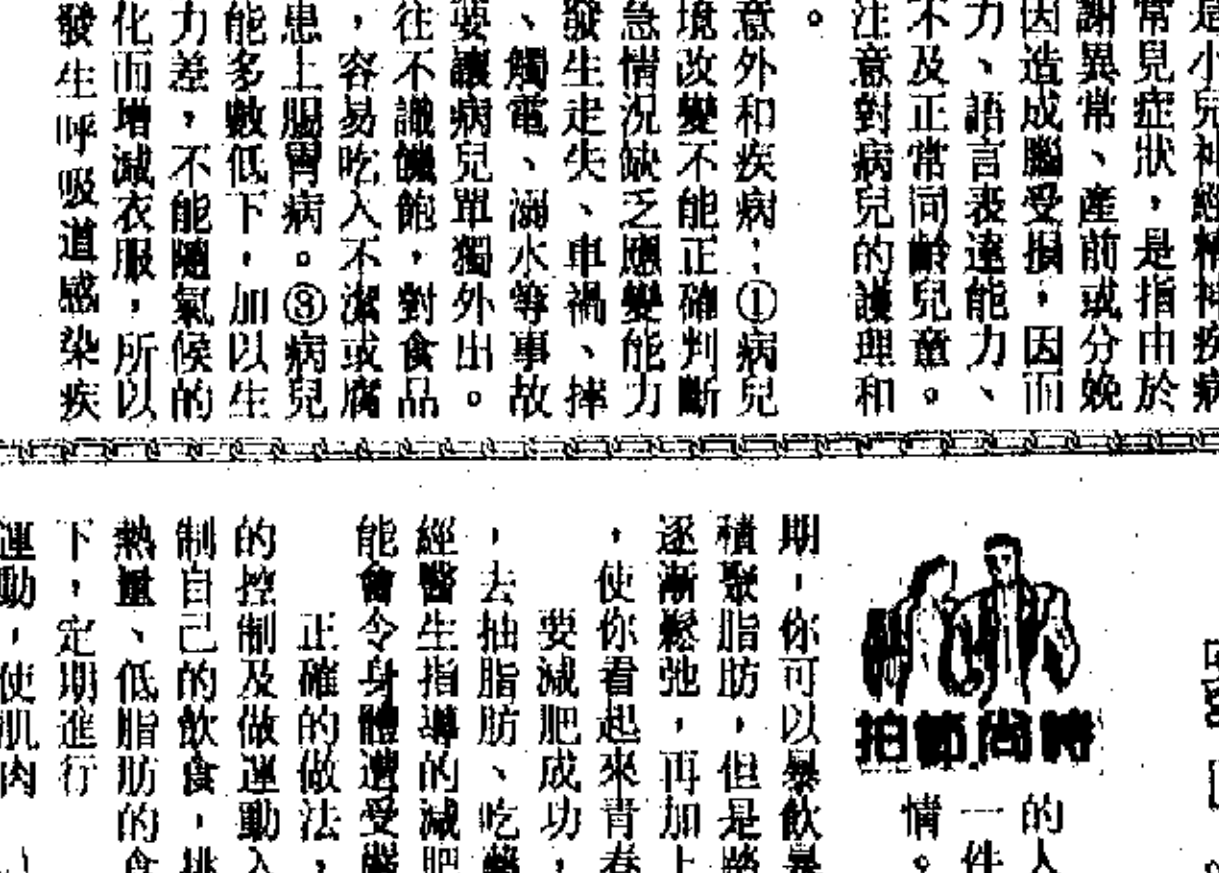 是小兒神經精神疾病
常見症狀，是指由於
謝異常、產前或分娩
因造成腦受損，因而
力、語言表達能力、
不及正常同齡兒童。
注意對病兒的護理和
。
意外和疾病：①病兒
境改變不能正確判斷
急情況缺乏應變能力
發生走失、車禍、摔
、觸電、溺水等事故
要讓病兒單獨外出。
往不識饑飽，對食品
，容易吃入不潔或腐
患上腸胃病。③病兒
能多數低下，加以生
力差，不能隨氣候的
化而增減衣服，所以
發生呼吸道感染疾
時尚節拍
的人
一件
情。
期，你可以暴飲暴
積聚脂肪，但是踏
逐漸鬆弛，再加上
，使你看起來青春
要減肥成功，
，去抽脂肪、吃藥
經醫生指導的減肥
能會令身體遭受嚴
正確的做法，
的控制及做運動入
制自己的飲食，挑
熱量、低脂肪的食
下，定期進行
運動，使肌肉